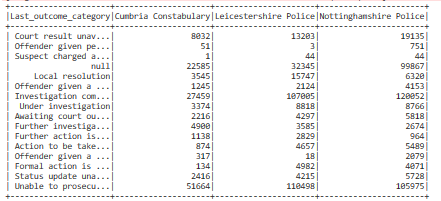 |Last_outcome_category|Cumbria Constabulary|Leicestershire Police|Nottinghamshire Police|
| Court result unav...| 8032| 13203| 19135|
| Offender given pe...| 51| 3| 751|
| Suspect charged a...| 1| 44| 44|
| null| 22585| 32345| 99867|
| Local resolution| 3545| 15747| 6320|
| Offender given a ...| 1245| 2124| 4153|
| Investigation com...| 27459| 107005| 120052|
| Under investigation| 3374| 8818| 8766|
| Awaiting court ou...| 2216| 4297| 5818|
| Further investiga...| 4900| 3585| 2674|
| Further action is...| 1138| 2829| 964|
| Action to be take...| 874| 4657| 5489|
| Offender given a ...| 317| 18| 2079|
| Formal action is ...| 134| 4982| 4071|
| Status update una...| 2416| 4215| 5728|
| Unable to prosecu...| 51664| 110498| 105975|